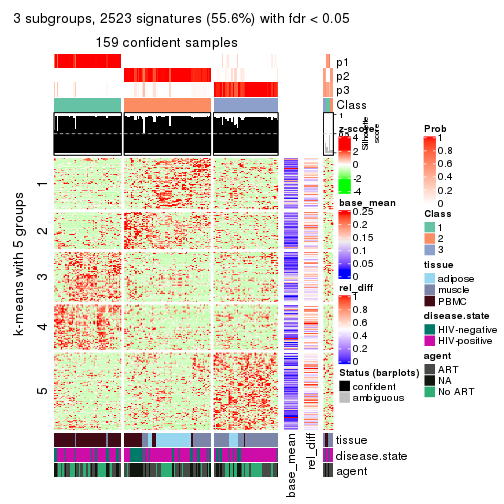 3 subgroups, 2523 signatures (55.6%) with fdr < 0.05
159 confident samples
p1
p2
p3
Class
1
0.5
Silhouette
score
k-means with 5 groups
1
2
3
4
5
tissue
disease.state
agent
base_mean
rel_diff
z-score
4
2
0
-2
-4
base_mean
0.25
0.2
0.15
0.1
0.05
0
rel_diff
1
0.8
0.6
0.4
0.2
0
Status (barplots)
confident
ambiguous
Prob
1
0.8
0.6
0.4
0.2
0
Class
1
2
3
tissue
adipose
muscle
PBMC
disease.state
HIV-negative
HIV-positive
agent
ART
NA
No ART